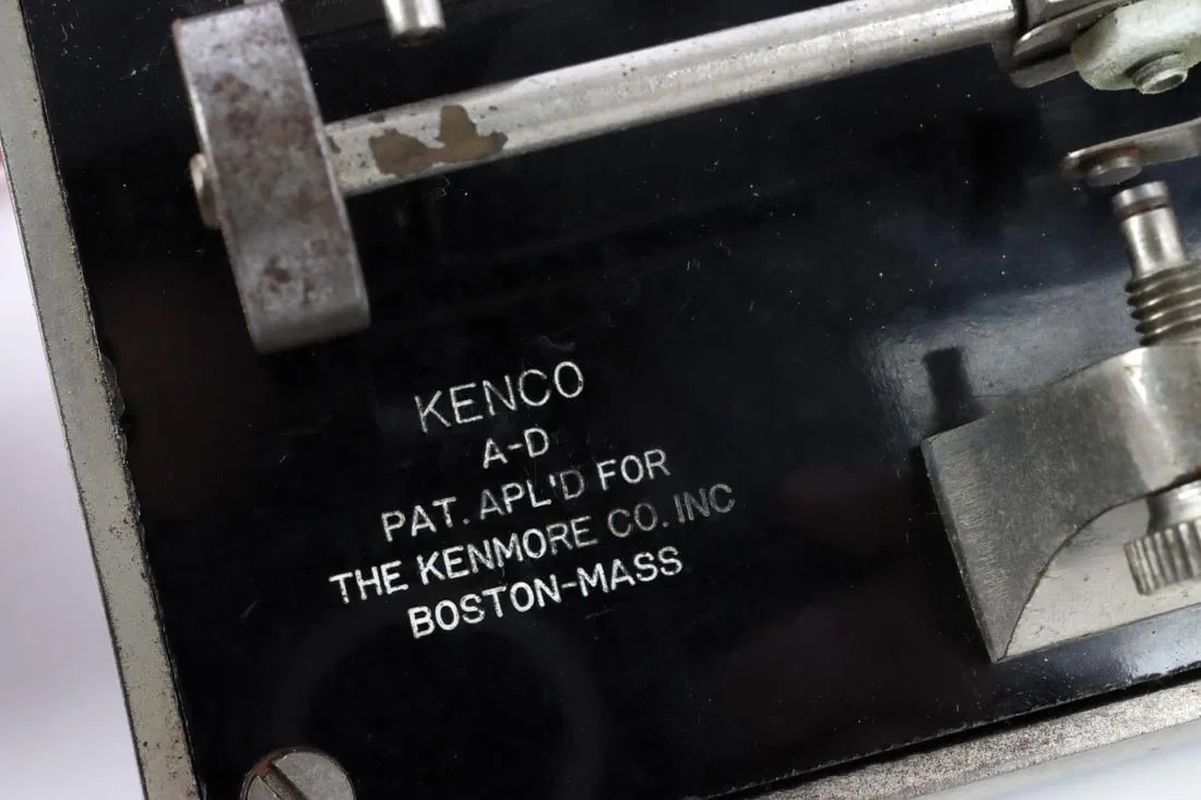 KENCO
A-D
PAT. APL'D FOR
THE KENMORE CO. INC
BOSTON-MASS